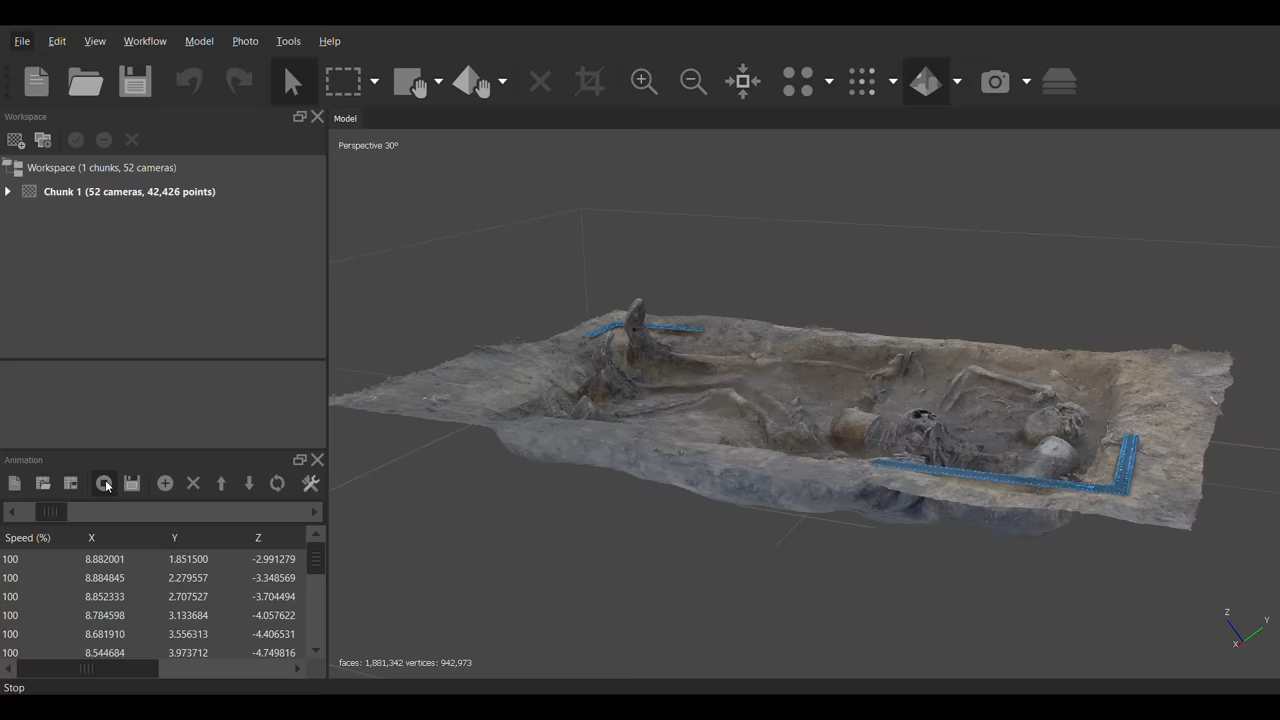 File Edit View Workflow Model Photo Tools Help
Workspace
Workspace (1 chunks, 52 cameras)
Chunk 1 (52 cameras, 42,426 points)
Model
Perspective 30°
Animation
Speed (%) X Y Z
100 8.882001 1.851500 -2.991279
100 8.884845 2.279557 -3.348569
100 8.852333 2.707527 -3.704494
100 8.784598 3.133684 -4.057622
100 8.681910 3.556313 -4.406531
100 8.544684 3.973712 -4.749816
faces: 1,881,342 vertices: 942,973
Z
Y
X
Stop